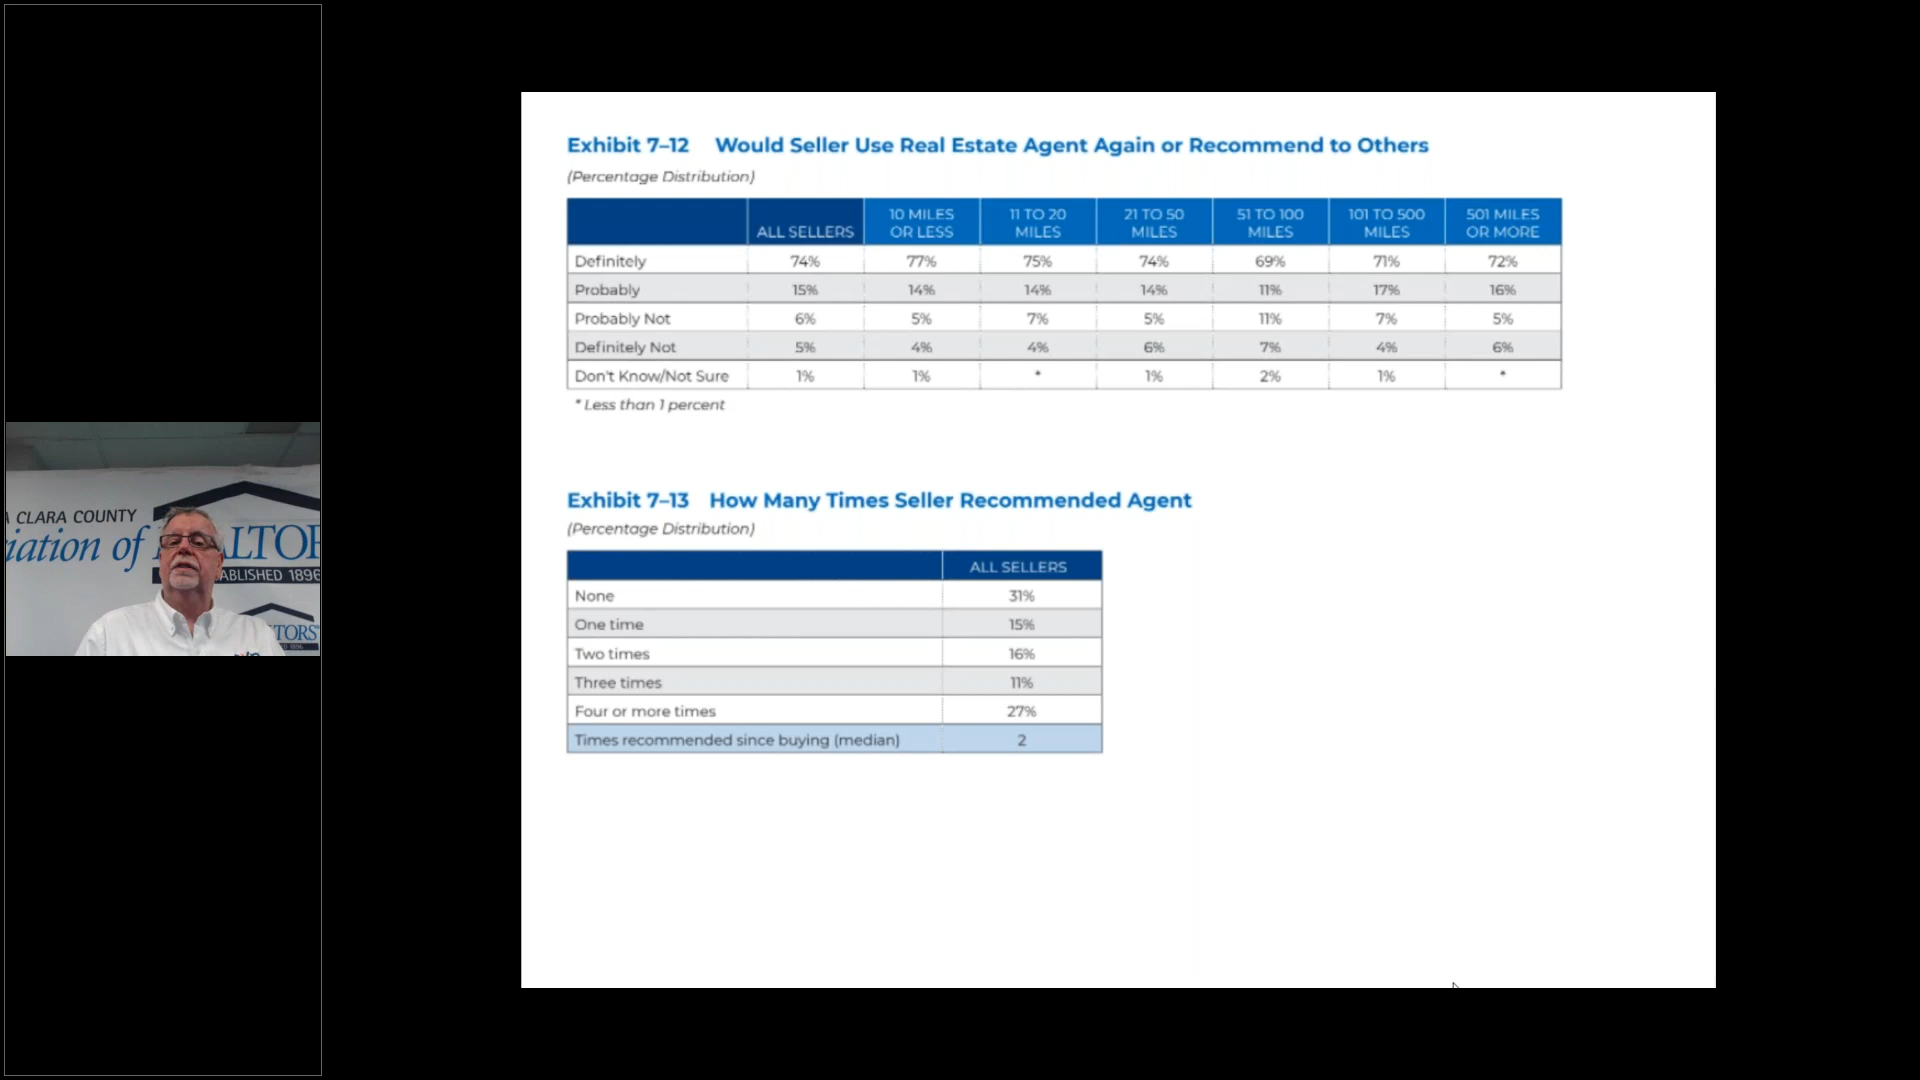 Exhibit 7–12 Would Seller Use Real Estate Agent Again or Recommend to Others
(Percentage Distribution)
ALL SELLERS 10 MILES OR LESS 11 TO 20 MILES 21 TO 50 MILES 51 TO 100 MILES 101 TO 500 MILES 501 MILES OR MORE
Definitely 74% 77% 75% 74% 69% 71% 72%
Probably 15% 14% 14% 14% 11% 17% 16%
Probably Not 6% 5% 7% 5% 11% 7% 5%
Definitely Not 5% 4% 4% 6% 7% 4% 6%
Don't Know/Not Sure 1% 1% * 1% 2% 1% *
* Less than 1 percent
Exhibit 7–13 How Many Times Seller Recommended Agent
(Percentage Distribution)
ALL SELLERS
None 31%
One time 15%
Two times 16%
Three times 11%
Four or more times 27%
Times recommended since buying (median) 2
A CLARA COUNTY
iation of ALTOR
ABLISHED 1896
TORS